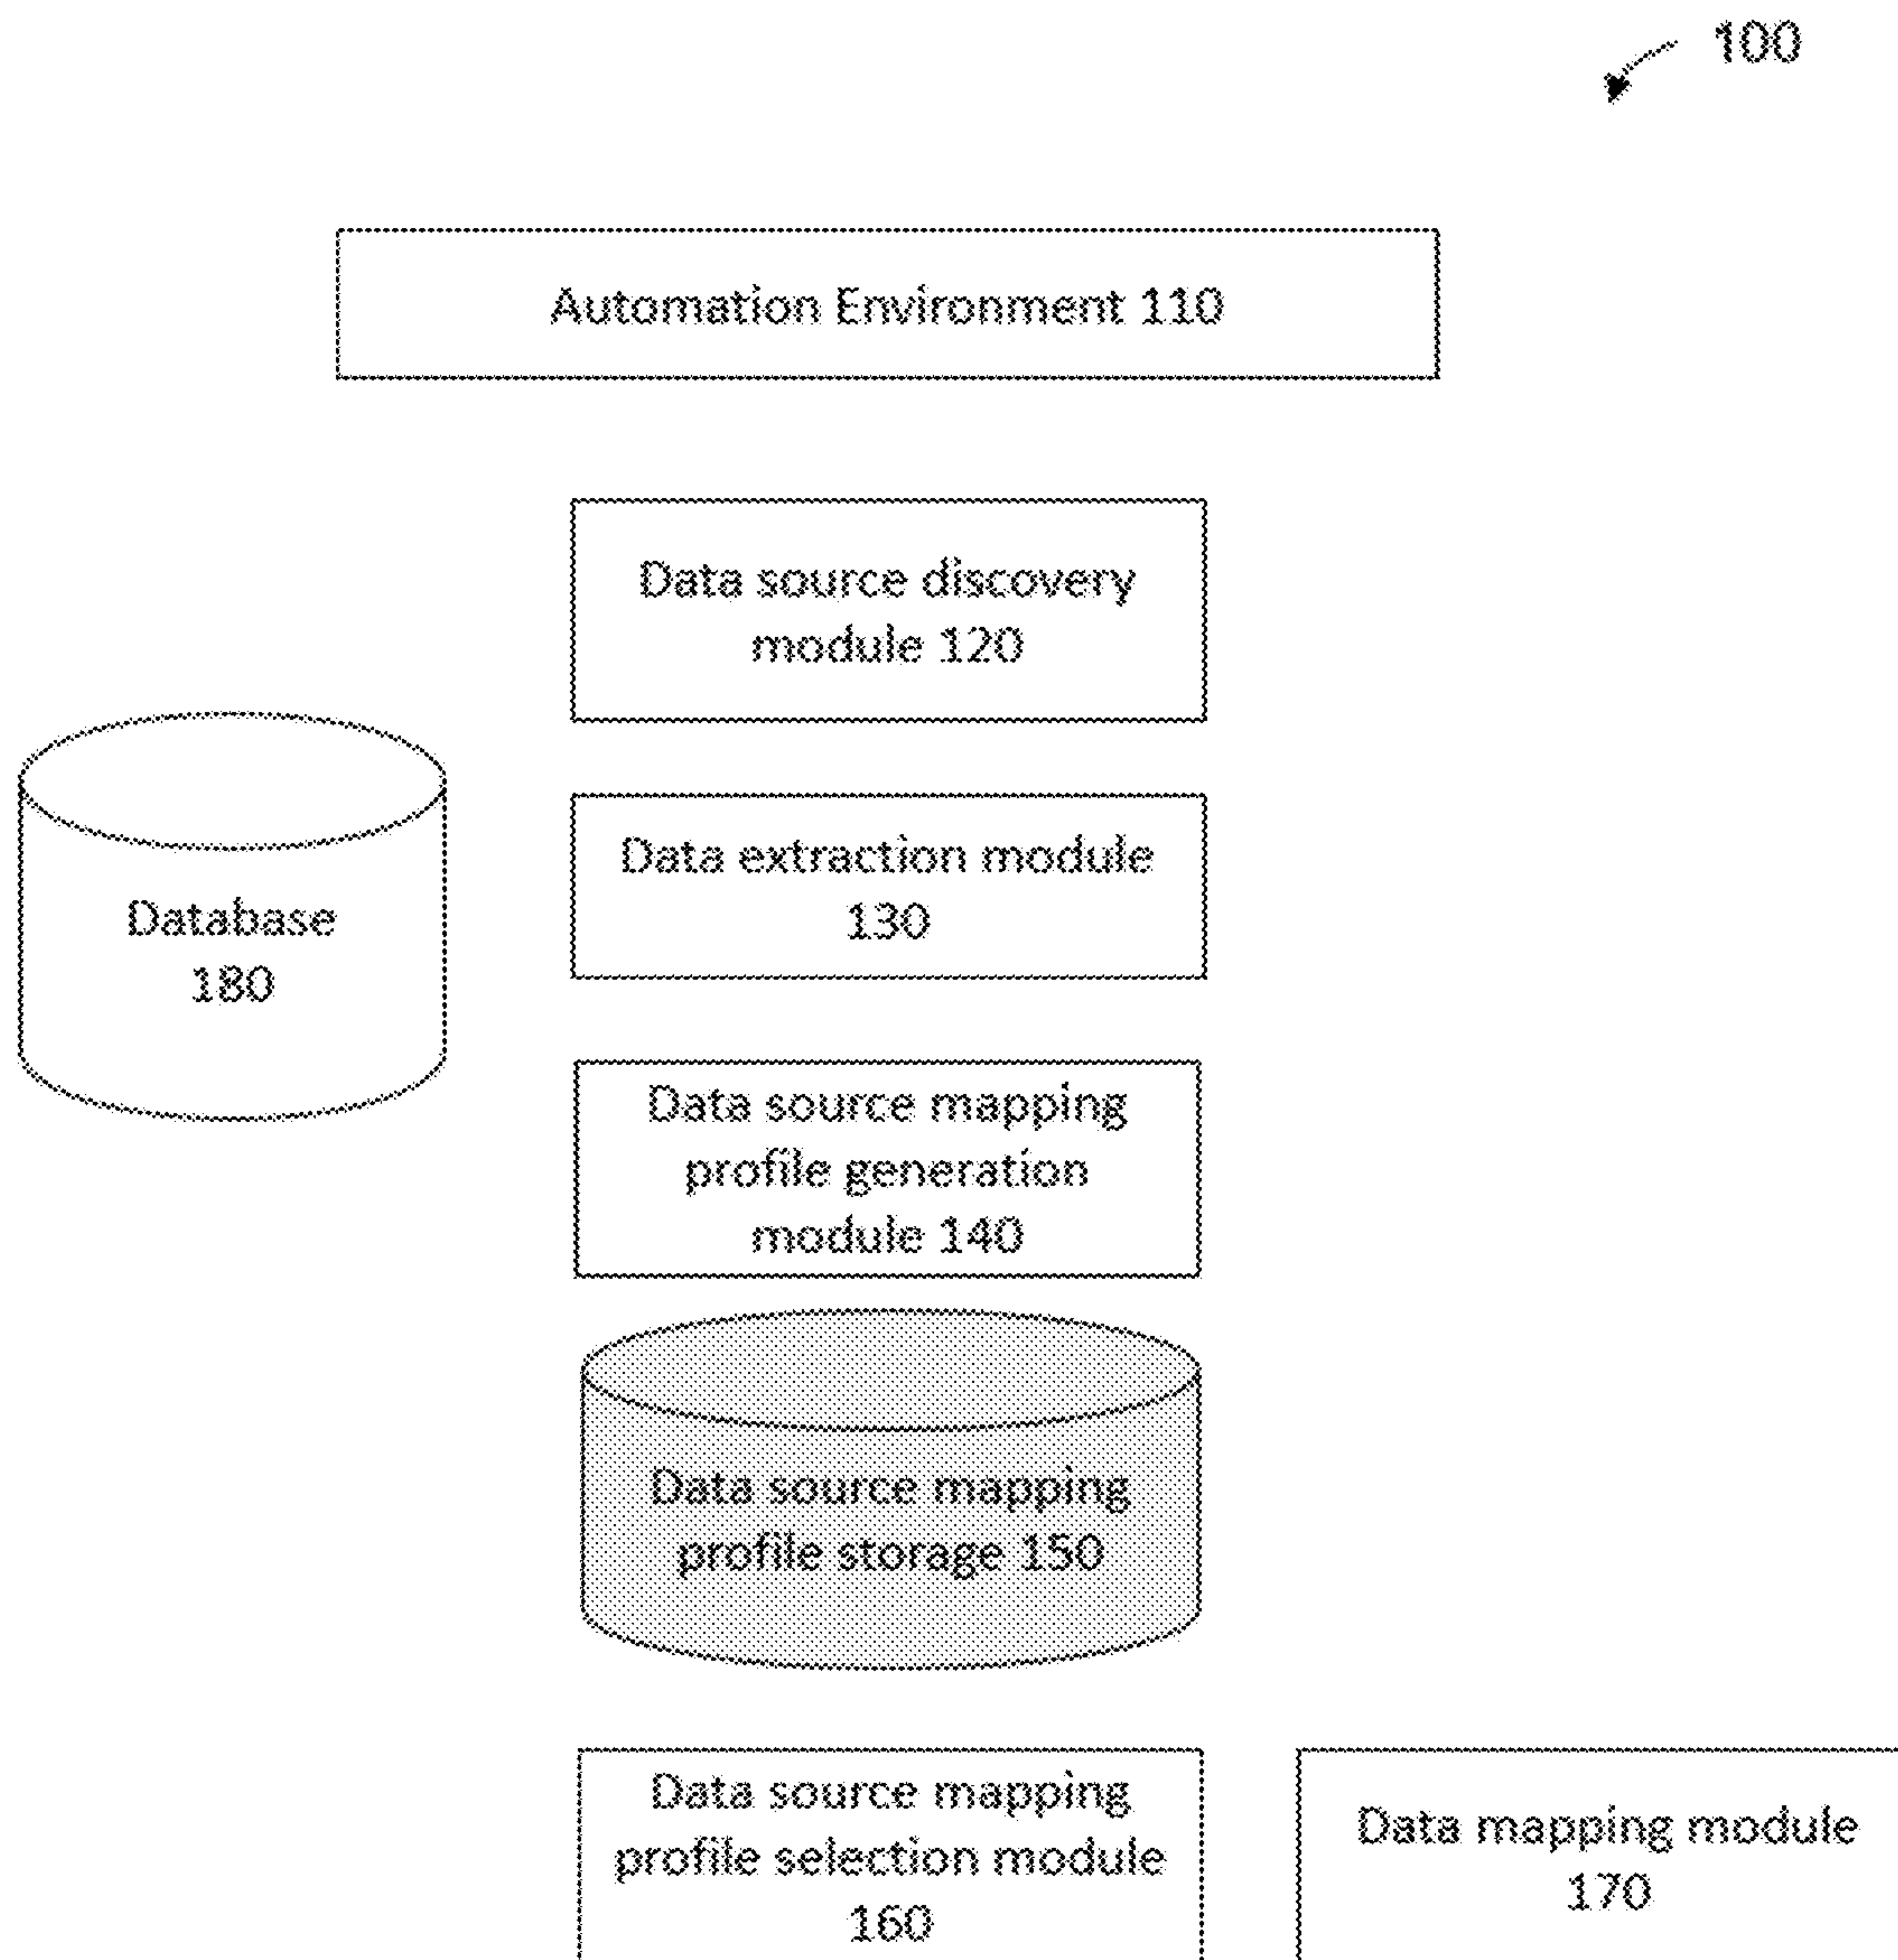 100
Automation Environment 110
Data source discovery
module 120
Data extraction module
130
Database
180
Data source mapping
profile generation
module 140
Data source mapping
profile storage 150
Data source mapping
profile selection module
160
Data mapping module
170